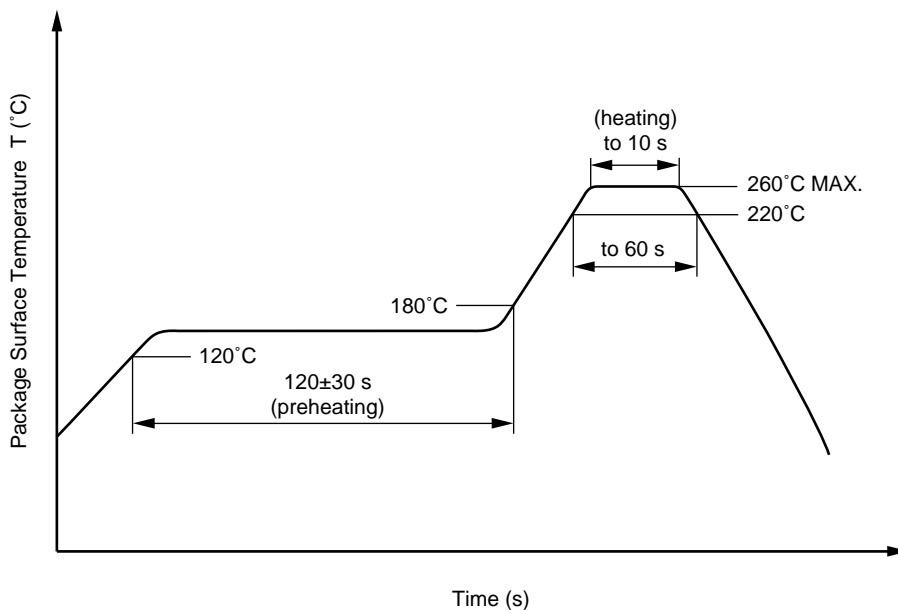 Package Surface Temperature T (˚C)
(heating)
to 10 s
260˚C MAX.
220˚C
to 60 s
180˚C
120˚C
120±30 s
(preheating)
Time (s)